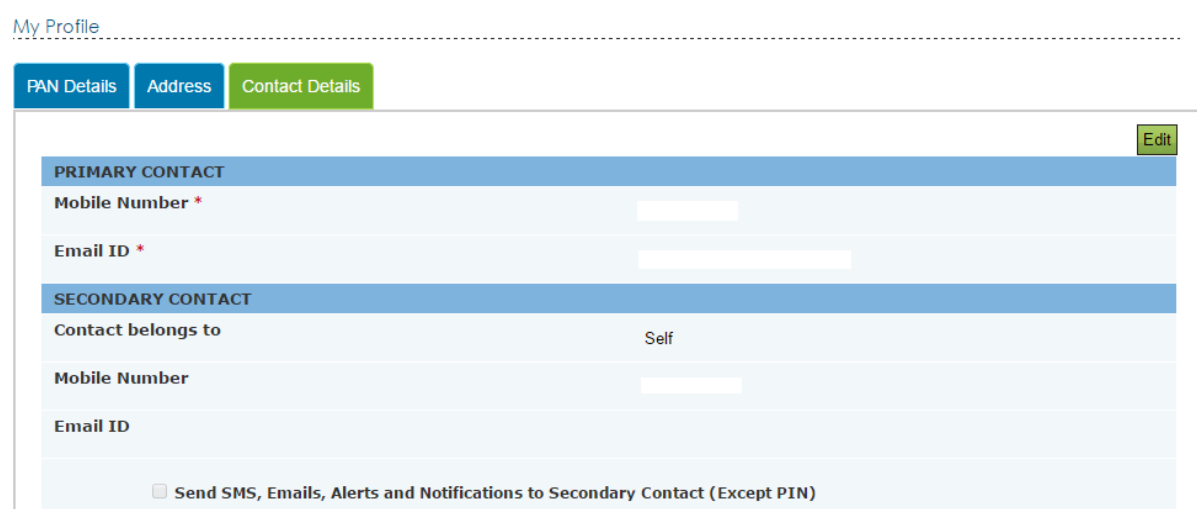 My Profile
PAN Details Address Contact Details
Edit
PRIMARY CONTACT
Mobile Number *
Email ID *
SECONDARY CONTACT
Contact belongs to Self
Mobile Number
Email ID
Send SMS, Emails, Alerts and Notifications to Secondary Contact (Except PIN)